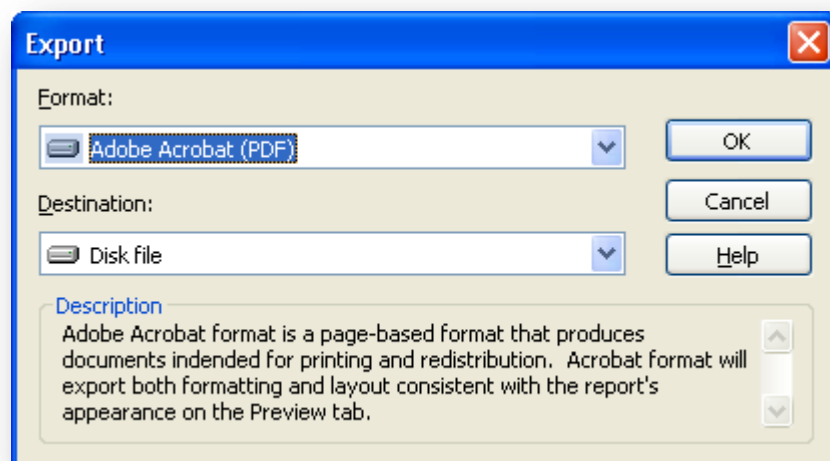 Export
Format:
Adobe Acrobat (PDF)
OK
Destination:
Cancel
Disk file
Help
Description
Adobe Acrobat format is a page-based format that produces
documents indended for printing and redistribution.  Acrobat format will
export both formatting and layout consistent with the report's
appearance on the Preview tab.